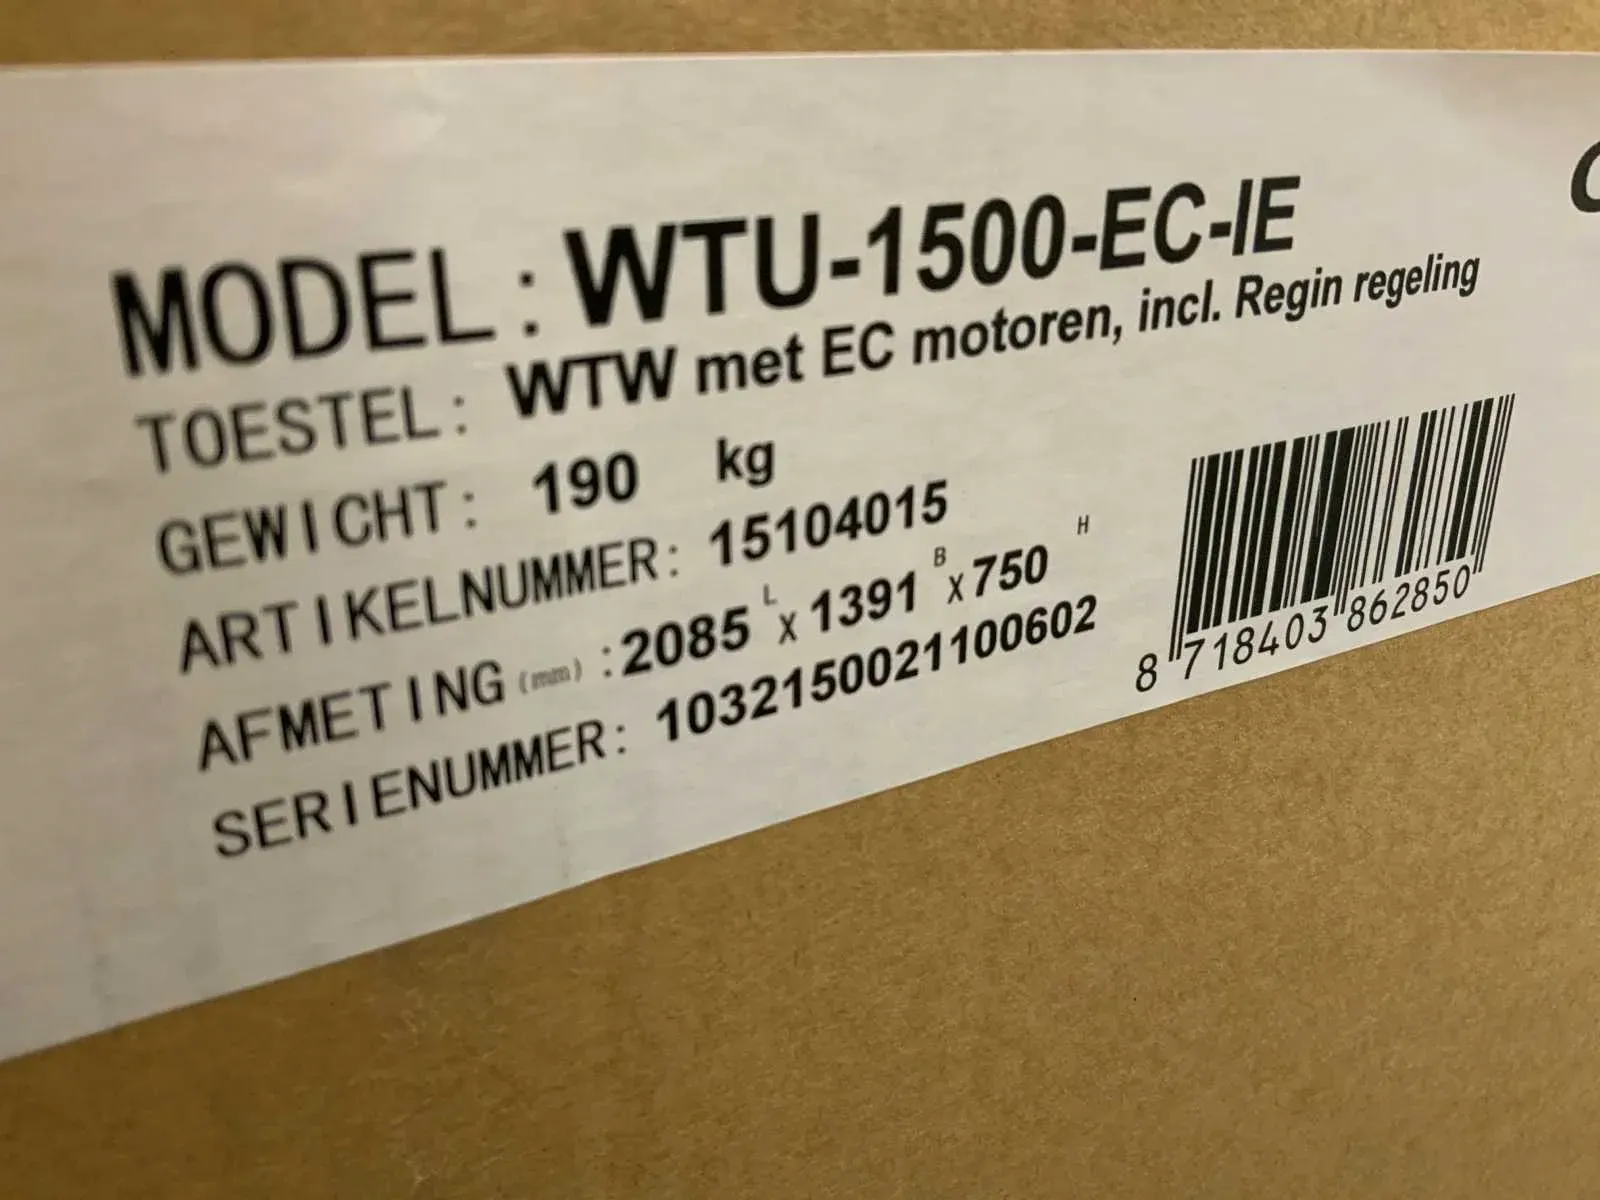 MODEL: WTU-1500-EC-IE
TOESTEL: WTW met EC motoren, incl. Regin regeling
GEWICHT: 190 kg
ARTIKELNUMMER: 15104015
AFMETING (mm) :2085 L x 1391 B x 750 H
SERIENUMMER: 1032150021100602
8 718403 862850